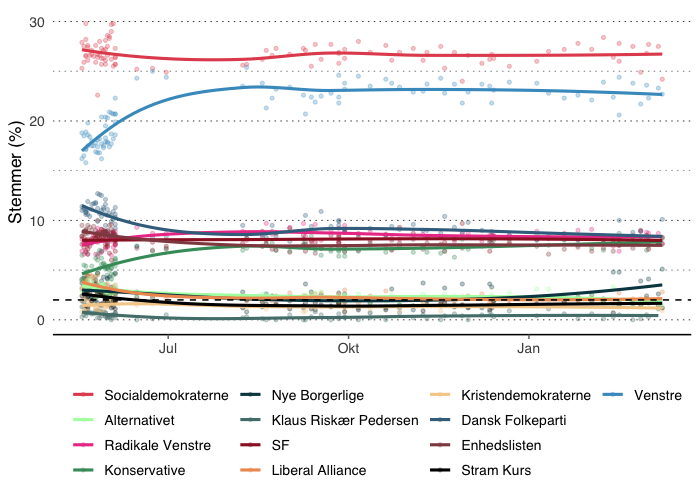 30
20
10
0
Stemmer (%)
Jul Okt Jan
Socialdemokraterne Nye Borgerlige Kristendemokraterne Venstre
Alternativet Klaus Riskær Pedersen Dansk Folkeparti
Radikale Venstre SF Enhedslisten
Konservative Liberal Alliance Stram Kurs